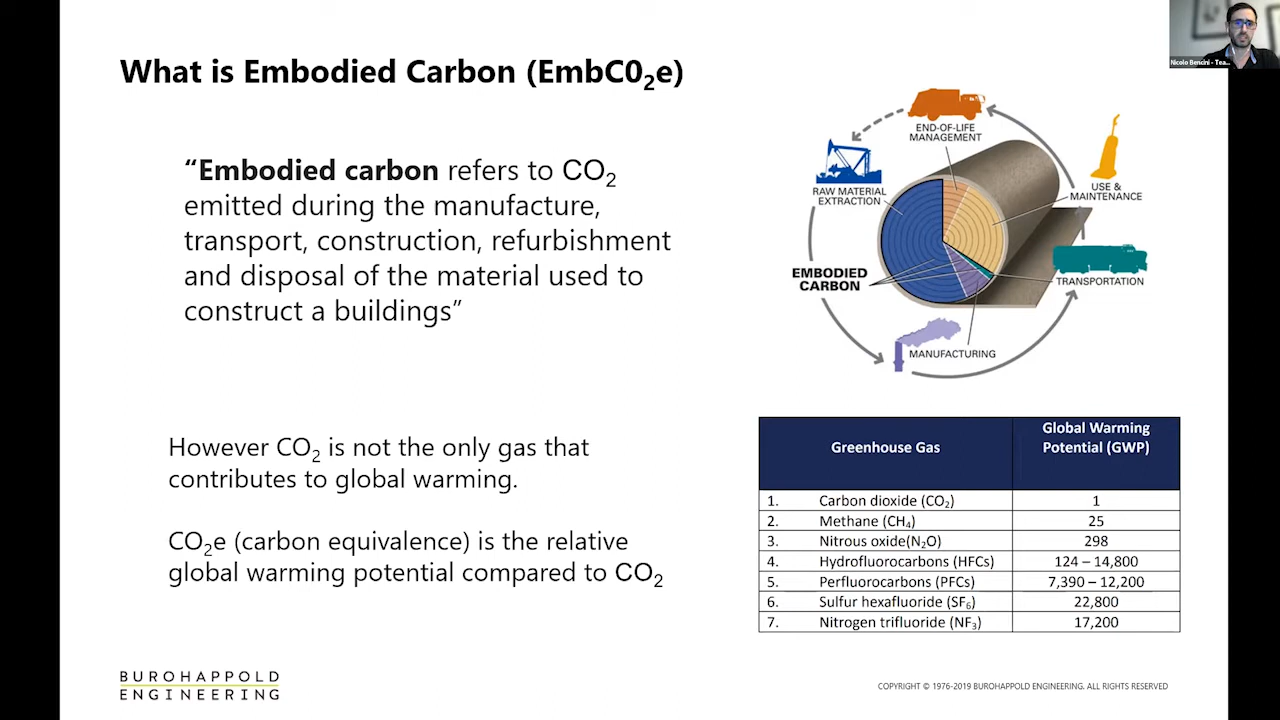 What is Embodied Carbon (EmbC0₂e)
Nicolo Bencini - Tea...
“Embodied carbon refers to CO₂
emitted during the manufacture,
transport, construction, refurbishment
and disposal of the material used to
construct a buildings”
END-OF-LIFE
MANAGEMENT
RAW MATERIAL
EXTRACTION
USE &
MAINTENANCE
EMBODIED
CARBON
TRANSPORTATION
MANUFACTURING
However CO₂ is not the only gas that
contributes to global warming.
CO₂e (carbon equivalence) is the relative
global warming potential compared to CO₂
Greenhouse Gas
Global Warming
Potential (GWP)
1. Carbon dioxide (CO₂) 1
2. Methane (CH₄) 25
3. Nitrous oxide(N₂O) 298
4. Hydrofluorocarbons (HFCs) 124 – 14,800
5. Perfluorocarbons (PFCs) 7,390 – 12,200
6. Sulfur hexafluoride (SF₆) 22,800
7. Nitrogen trifluoride (NF₃) 17,200
BUROHAPPOLD
ENGINEERING
COPYRIGHT © 1976-2019 BUROHAPPOLD ENGINEERING. ALL RIGHTS RESERVED